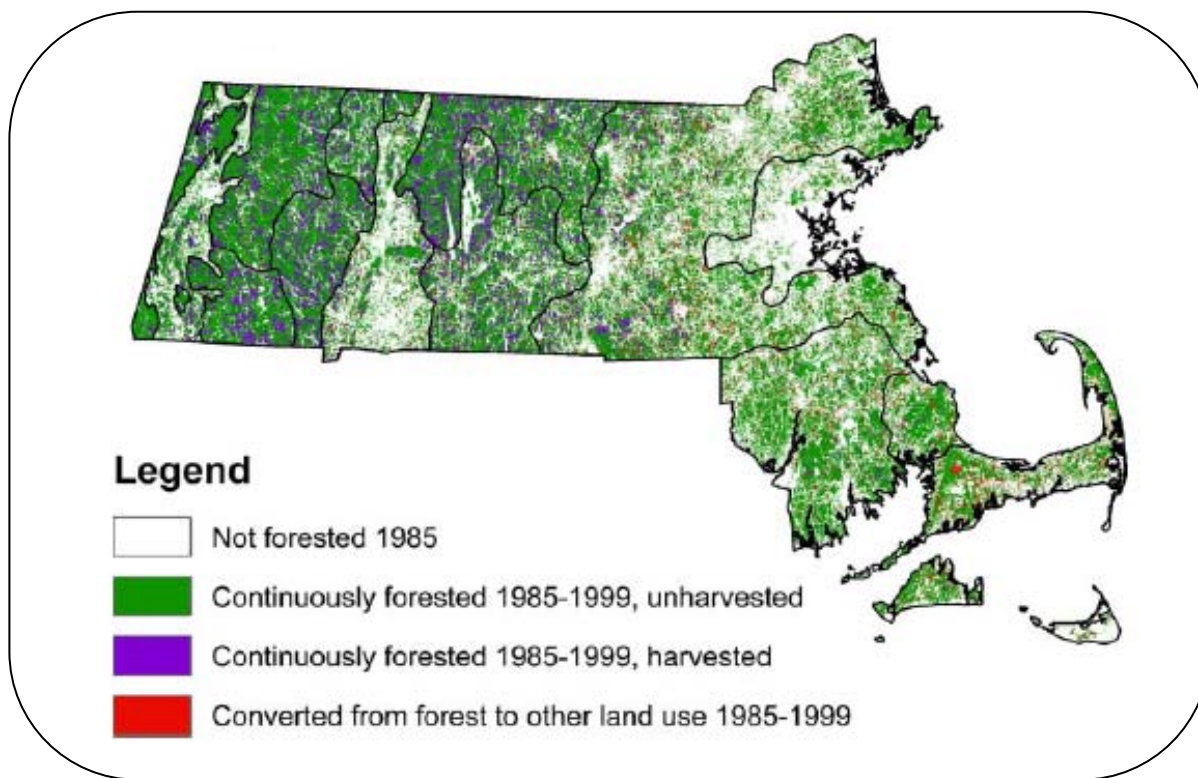 Legend
Not forested 1985
Continuously forested 1985-1999, unharvested
Continuously forested 1985-1999, harvested
Converted from forest to other land use 1985-1999